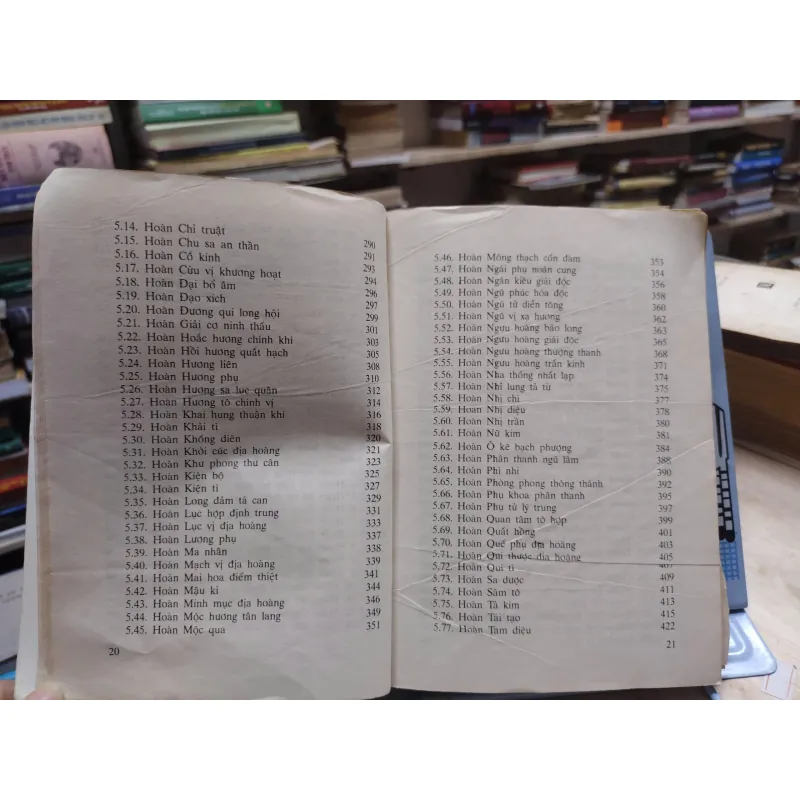 5.14. Hoàn Chỉ truật 290
5.15. Hoàn Chu sa an thần 291
5.16. Hoàn Cố kinh 293
5.17. Hoàn Cửu vị khương hoạt 294
5.18. Hoàn Đại bổ âm 296
5.19. Hoàn Đạo xích 297
5.20. Hoàn Đương qui long hội 299
5.21. Hoàn Giải cơ ninh thấu 301
5.22. Hoàn Hoắc hương chính khí 303
5.23. Hoàn Hồi hương quất hạch 305
5.24. Hoàn Hương liên 308
5.25. Hoàn Hương phụ 310
5.26. Hoàn Hương sa lục quân 312
5.27. Hoàn Hương tô chính vị 314
5.28. Hoàn Khai hung thuận khí 316
5.29. Hoàn Khải tì 318
5.30. Hoàn Khống diên 320
5.31. Hoàn Khởi cúc địa hoàng 321
5.32. Hoàn Khu phong thư cân 323
5.33. Hoàn Kiện bộ 325
5.34. Hoàn Kiện tì 327
5.35. Hoàn Long đảm tả can 329
5.36. Hoàn Lục hợp định trung 331
5.37. Hoàn Lục vị địa hoàng 333
5.38. Hoàn Lương phụ 337
5.39. Hoàn Ma nhân 338
5.40. Hoàn Mạch vị địa hoàng 339
5.41. Hoàn Mai hoa điểm thiệt 341
5.42. Hoàn Mậu kỉ 344
5.43. Hoàn Minh mục địa hoàng 346
5.44. Hoàn Mộc hương tân lang 349
5.45. Hoàn Mộc qua 351
20
5.46. Hoàn Mông thạch cổn đàm 353
5.47. Hoàn Ngải phụ noãn cung 354
5.48. Hoàn Ngân kiều giải độc 356
5.49. Hoàn Ngũ phúc hóa độc 358
5.50. Hoàn Ngũ tử diễn tông 360
5.51. Hoàn Ngũ vị xạ hương 362
5.52. Hoàn Ngưu hoàng bảo long 363
5.53. Hoàn Ngưu hoàng giải độc 365
5.54. Hoàn Ngưu hoàng thượng thanh 368
5.55. Hoàn Ngưu hoàng trấn kinh 371
5.56. Hoàn Nha thống nhất lạp 374
5.57. Hoàn Nhĩ lung tả từ 375
5.58. Hoàn Nhị chí 377
5.59. Hoàn Nhị diệu 378
5.60. Hoàn Nhị trần 380
5.61. Hoàn Nữ kim 381
5.62. Hoàn Ô kê bạch phượng 384
5.63. Hoàn Phân thanh ngũ lâm 388
5.64. Hoàn Phì nhi 390
5.65. Hoàn Phòng phong thông thánh 392
5.66. Hoàn Phụ khoa phân thanh 395
5.67. Hoàn Phụ tử lý trung 397
5.68. Hoàn Quan tâm tô hợp 399
5.69. Hoàn Quất hồng 401
5.70. Hoàn Quế phụ địa hoàng 403
5.71. Hoàn Qui thược địa hoàng 405
5.72. Hoàn Qui tì 407
5.73. Hoàn Sa dược 409
5.74. Hoàn Sâm tô 411
5.75. Hoàn Tả kim 413
5.76. Hoàn Tái tạo 415
5.77. Hoàn Tam diệu 422
21